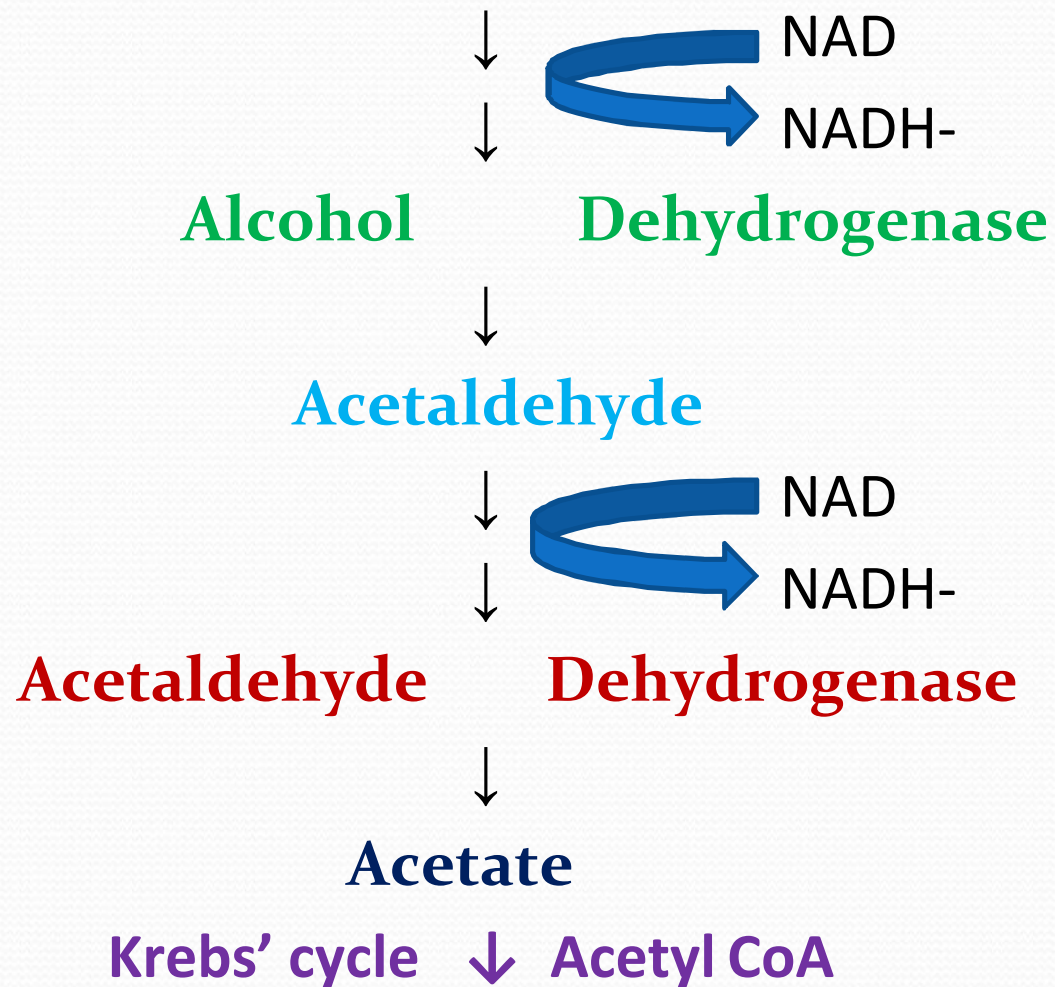 ↓ NAD
↓ NADH-
Alcohol Dehydrogenase
↓
Acetaldehyde
↓ NAD
↓ NADH-
Acetaldehyde Dehydrogenase
↓
Acetate
Krebs’ cycle ↓ Acetyl CoA